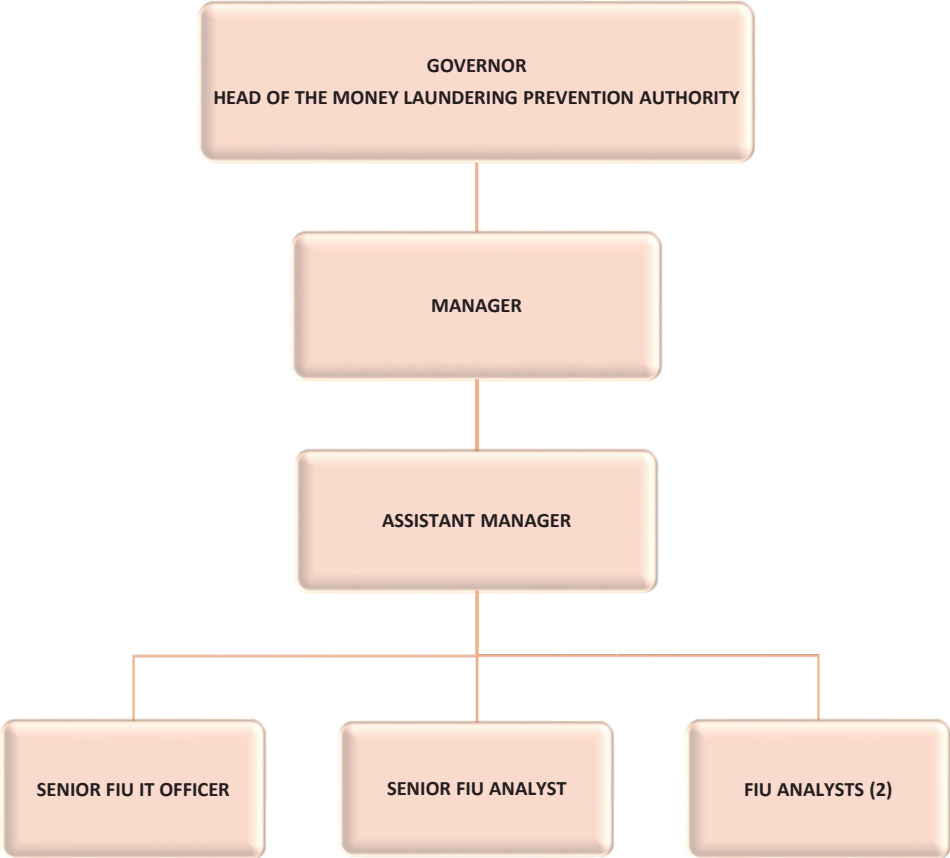 GOVERNOR
HEAD OF THE MONEY LAUNDERING PREVENTION AUTHORITY
MANAGER
ASSISTANT MANAGER
SENIOR FIU IT OFFICER
SENIOR FIU ANALYST
FIU ANALYSTS (2)